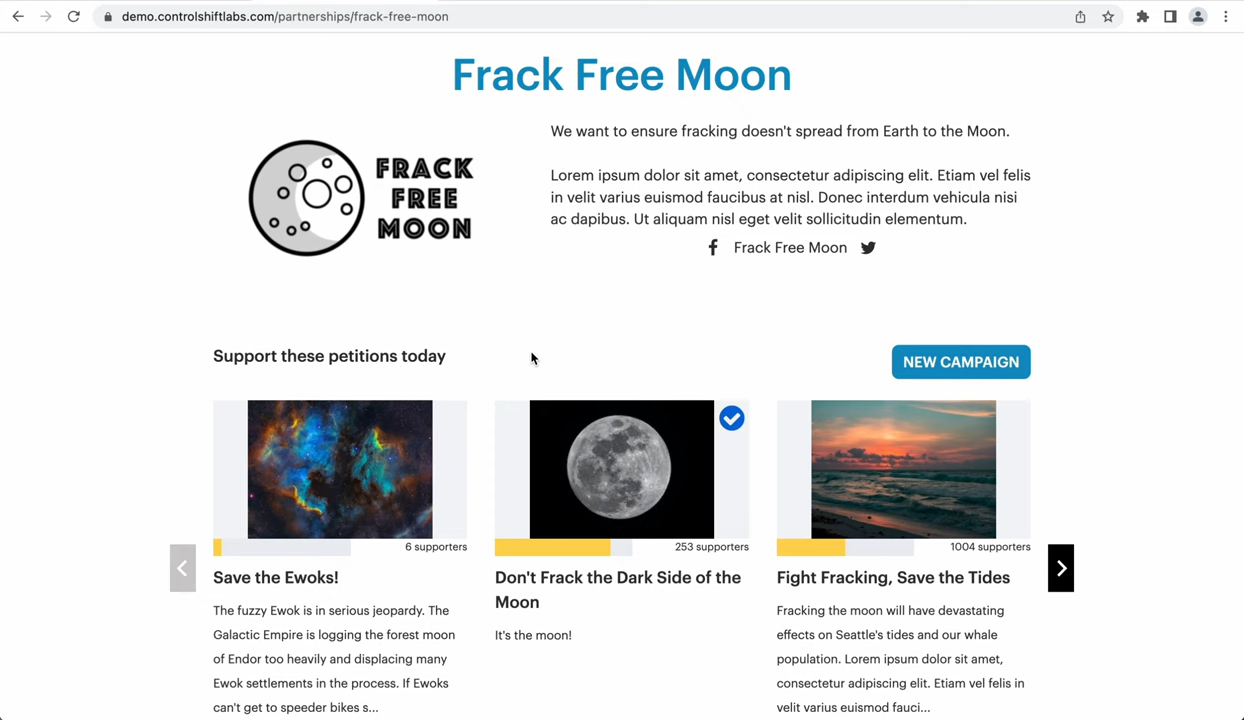 demo.controlshiftlabs.com/partnerships/frack-free-moon
Frack Free Moon
FRACK
FREE
MOON
We want to ensure fracking doesn't spread from Earth to the Moon.
Lorem ipsum dolor sit amet, consectetur adipiscing elit. Etiam vel felis
in velit varius euismod faucibus at nisl. Donec interdum vehicula nisi
ac dapibus. Ut aliquam nisl eget velit sollicitudin elementum.
Frack Free Moon
Support these petitions today
NEW CAMPAIGN
6 supporters
Save the Ewoks!
The fuzzy Ewok is in serious jeopardy. The
Galactic Empire is logging the forest moon
of Endor too heavily and displacing many
Ewok settlements in the process. If Ewoks
can't get to speeder bikes s...
253 supporters
Don't Frack the Dark Side of the
Moon
It's the moon!
1004 supporters
Fight Fracking, Save the Tides
Fracking the moon will have devastating
effects on Seattle's tides and our whale
population. Lorem ipsum dolor sit amet,
consectetur adipiscing elit. Etiam vel felis in
velit varius euismod fauci...